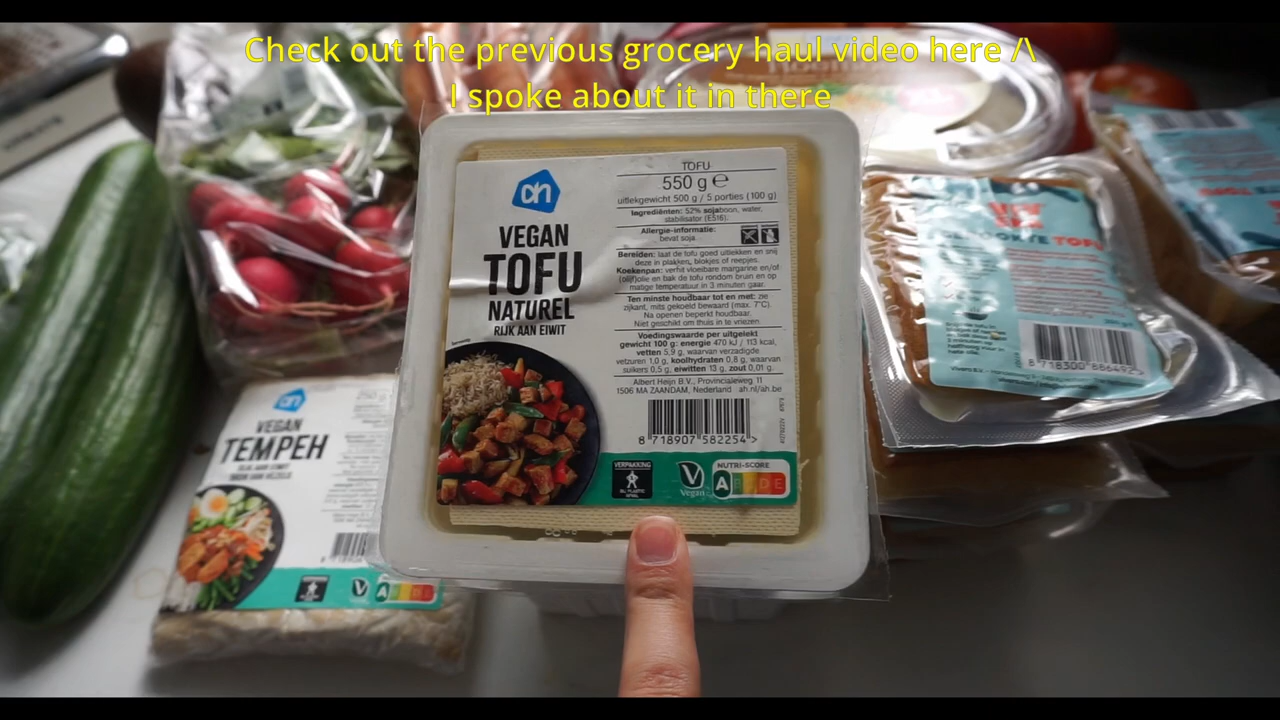 Check out the previous grocery haul video here /\
I spoke about it in there
TOFU
550 g e
uitlekgewicht 500 g / 5 porties (100 g)
Ingrediënten: 52% sojaboon, water,
stabilisator (E516).
Allergie-informatie:
bevat soja.
Bereiden: laat de tofu goed uitlekken en snij
deze in plakken, blokjes of reepjes.
Koekenpan: verhit vloeibare margarine en/of
(olijf)olie en bak de tofu rondom bruin en op
matige temperatuur in 3 minuten gaar.
Ten minste houdbaar tot en met: zie
zijkant, mits gekoeld bewaard (max. 7°C).
Na openen beperkt houdbaar.
Niet geschikt om thuis in te vriezen.
Voedingswaarde per uitgelekt
gewicht 100 g: energie 470 kJ / 113 kcal,
vetten 5,9 g, waarvan verzadigde
vetzuren 1,0 g, koolhydraten 0,8 g, waarvan
suikers 0,5 g, eiwitten 13 g, zout 0,01 g.
Albert Heijn B.V., Provincialeweg 11
1506 MA ZAANDAM, Nederland ah.nl/ah.be
8 718907 582254 >
ah
VEGAN
TOFU
NATUREL
RIJK AAN EIWIT
VERPAKKING
BIJ PLASTIC
AFVAL
V
Vegan
NUTRI-SCORE
A B C D E
ah
VEGAN
TEMPEH
RIJK AAN EIWIT
250 g
V
A
TOFU
8 718300 866492 >